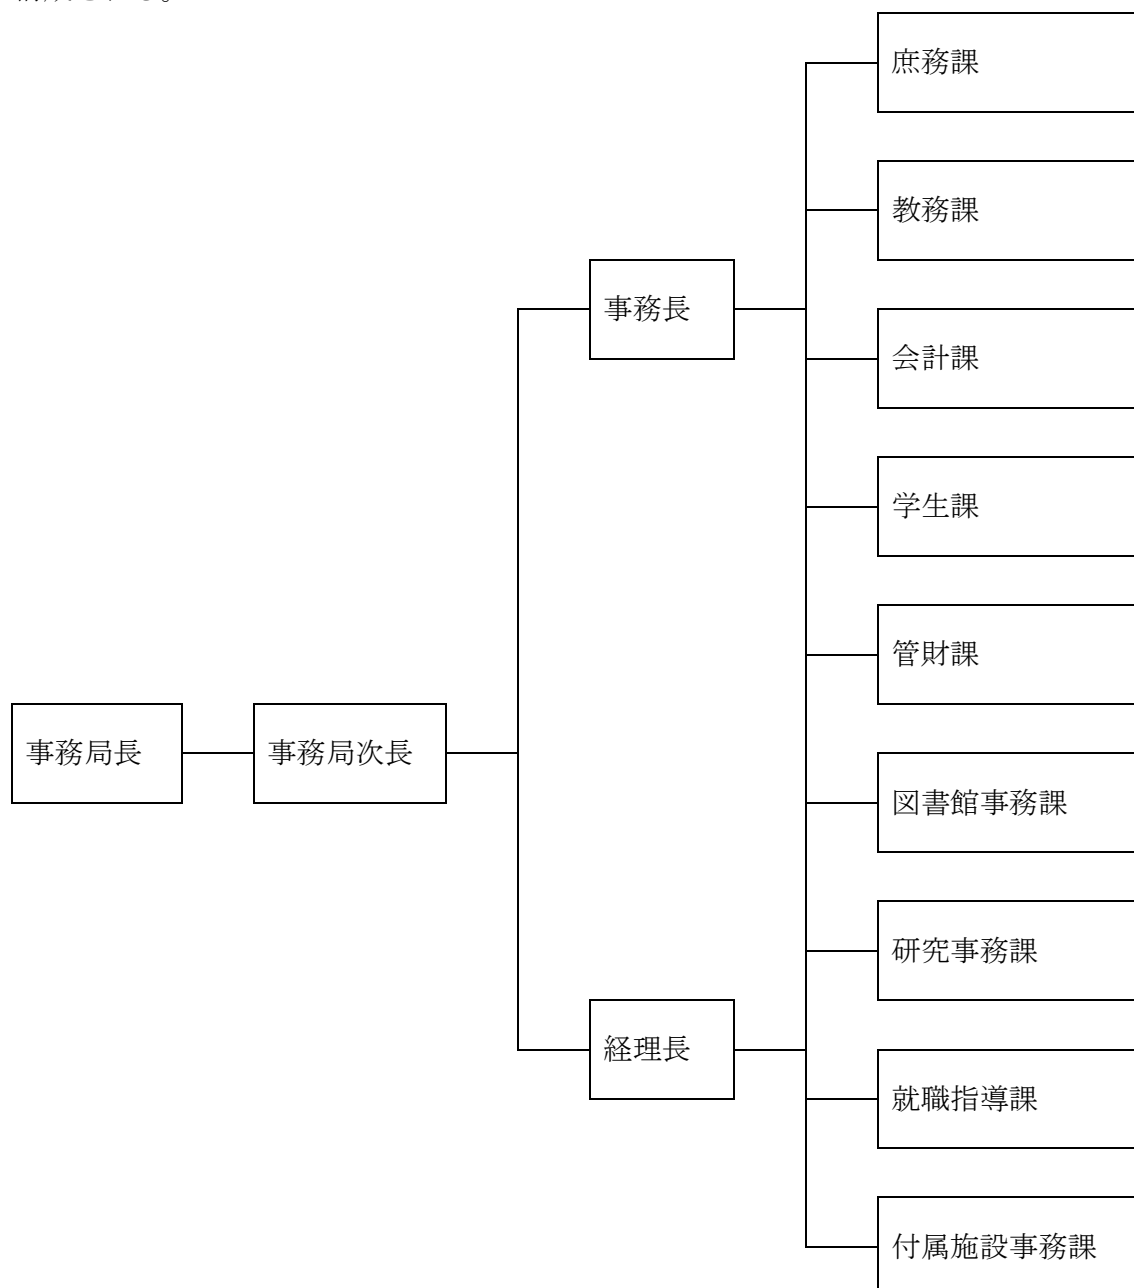 庶務課
教務課
事務長
会計課
学生課
管財課
事務局長
事務局次長
図書館事務課
研究事務課
経理長
就職指導課
付属施設事務課